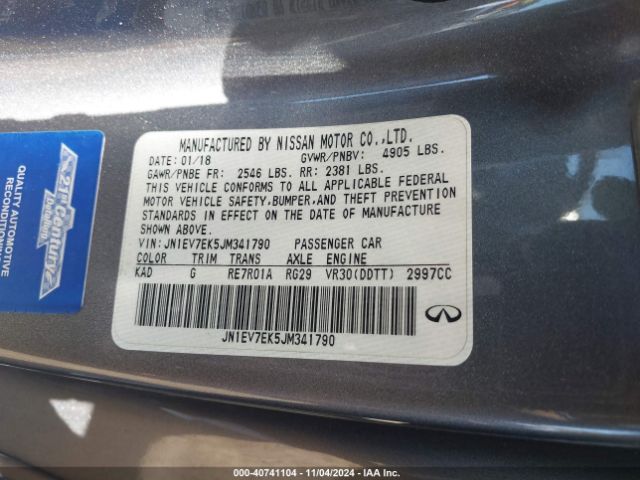 MANUFACTURED BY NISSAN MOTOR CO.,LTD.
DATE: 01/18 GVWR/PNBV: 4905 LBS.
GAWR/PNBE FR: 2546 LBS. RR: 2381 LBS.
THIS VEHICLE CONFORMS TO ALL APPLICABLE FEDERAL
MOTOR VEHICLE SAFETY,BUMPER,AND THEFT PREVENTION
STANDARDS IN EFFECT ON THE DATE OF MANUFACTURE
SHOWN ABOVE.
VIN: JN1EV7EK5JM341790 PASSENGER CAR
COLOR TRIM TRANS AXLE ENGINE
KAD G RE7R01A RG29 VR30(DDTT) 2997CC
JN1EV7EK5JM341790
21st Century
QUALITY AUTOMOTIVE
RECONDITIONING
000-40741104 - 11/04/2024 - IAA Inc.